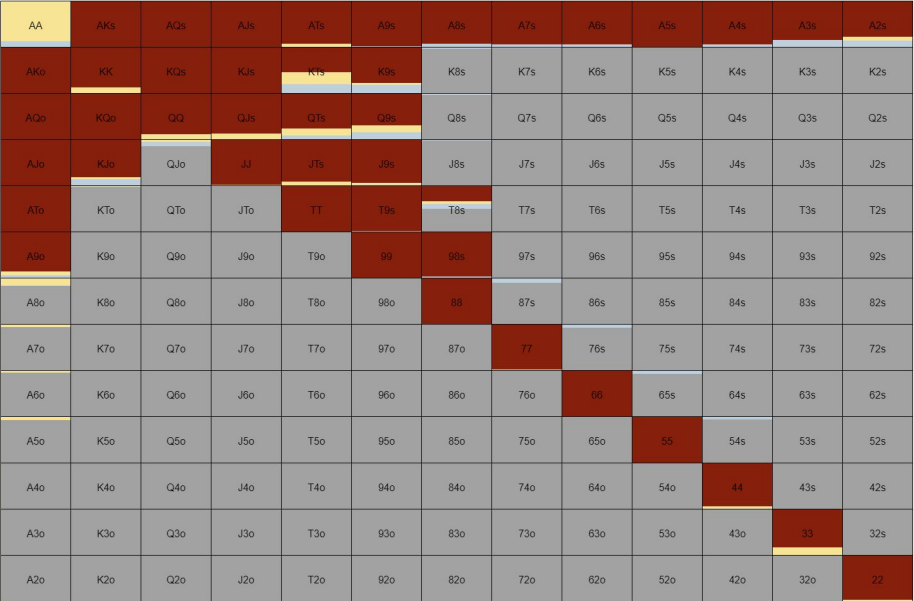 AA AKs AQs AJs ATs A9s A8s A7s A6s A5s A4s A3s A2s
AKo KK KQs KJs KTs K9s K8s K7s K6s K5s K4s K3s K2s
AQo KQo QQ QJs QTs Q9s Q8s Q7s Q6s Q5s Q4s Q3s Q2s
AJo KJo QJo JJ JTs J9s J8s J7s J6s J5s J4s J3s J2s
ATo KTo QTo JTo TT T9s T8s T7s T6s T5s T4s T3s T2s
A9o K9o Q9o J9o T9o 99 98s 97s 96s 95s 94s 93s 92s
A8o K8o Q8o J8o T8o 98o 88 87s 86s 85s 84s 83s 82s
A7o K7o Q7o J7o T7o 97o 87o 77 76s 75s 74s 73s 72s
A6o K6o Q6o J6o T6o 96o 86o 76o 66 65s 64s 63s 62s
A5o K5o Q5o J5o T5o 95o 85o 75o 65o 55 54s 53s 52s
A4o K4o Q4o J4o T4o 94o 84o 74o 64o 54o 44 43s 42s
A3o K3o Q3o J3o T3o 93o 83o 73o 63o 53o 43o 33 32s
A2o K2o Q2o J2o T2o 92o 82o 72o 62o 52o 42o 32o 22